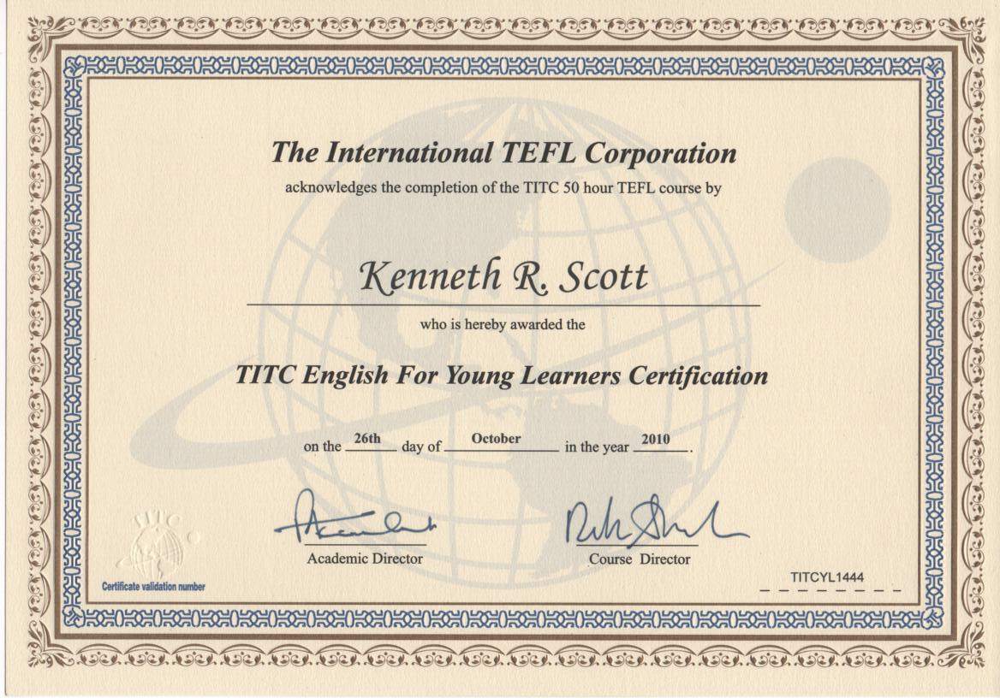 The International TEFL Corporation
acknowledges the completion of the TITC 50 hour TEFL course by
Kenneth R. Scott
who is hereby awarded the
TITC English For Young Learners Certification
on the 26th day of October in the year 2010.
Academic Director
Course Director
TITC
Certificate validation number
TITCYL1444